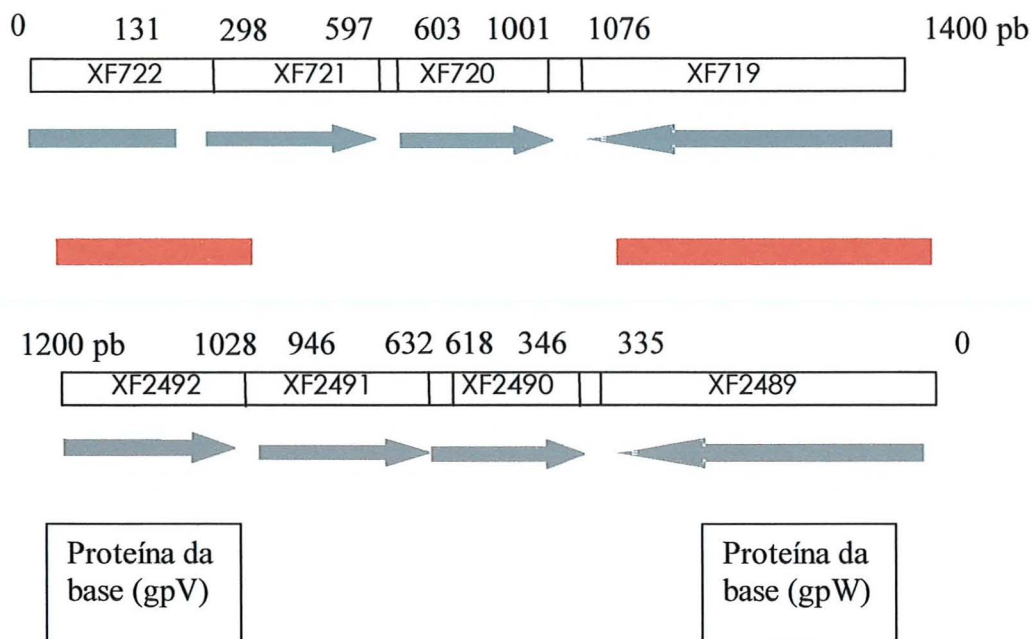 0 131 298 597 603 1001 1076 1400 pb
XF722 XF721 XF720 XF719
1200 pb 1028 946 632 618 346 335 0
XF2492 XF2491 XF2490 XF2489
Proteína da
base (gpV)
Proteína da
base (gpW)